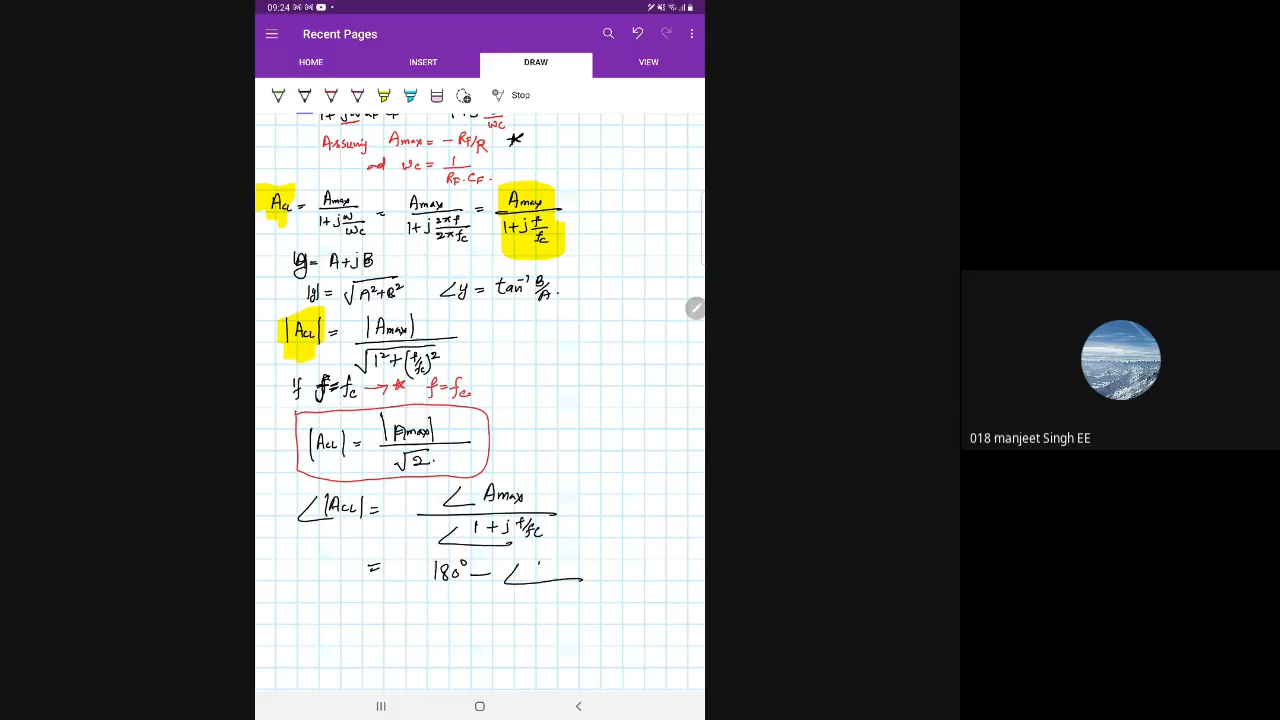 09:24
Recent Pages
HOME INSERT DRAW VIEW
Stop
Assuming Amax = - RF/R *
and ωc = 1 / RF.CF.
ACL = Amax / 1+j ω/ωc = Amax / 1+j 2πf/2πfc = Amax / 1+j f/fc
y = A+jB
|y| = √A²+B² ∠y = tan⁻¹ B/A.
|ACL| = |Amax| / √1²+(f/fc)²
If f = fc → * f = fc
|ACL| = |Amax| / √2.
∠|ACL| = ∠Amax / ∠1+j f/fc
= 180° - ∠
018 manjeet Singh EE